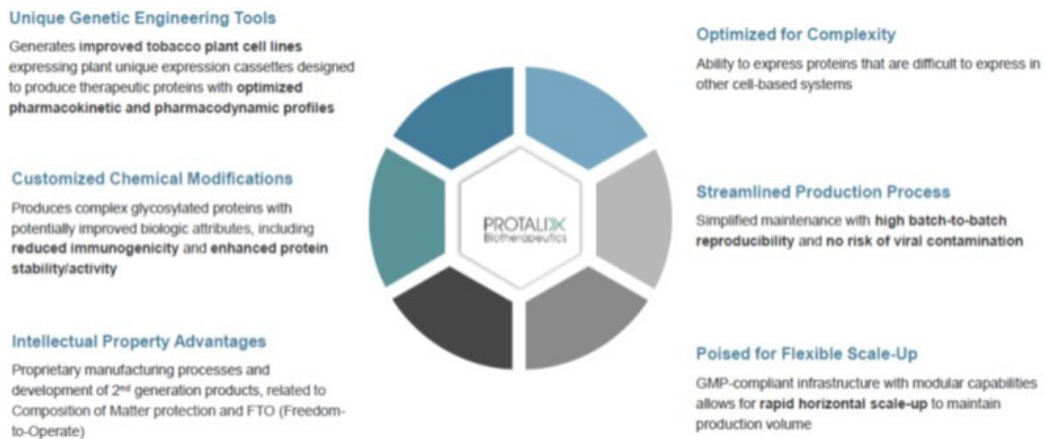 Unique Genetic Engineering Tools
Generates improved tobacco plant cell lines
expressing plant unique expression cassettes designed
to produce therapeutic proteins with optimized
pharmacokinetic and pharmacodynamic profiles
Customized Chemical Modifications
Produces complex glycosylated proteins with
potentially improved biologic attributes, including
reduced immunogenicity and enhanced protein
stability/activity
Intellectual Property Advantages
Proprietary manufacturing processes and
development of 2nd generation products, related to
Composition of Matter protection and FTO (Freedom-
to-Operate)
PROTALIX
Biotherapeutics
Optimized for Complexity
Ability to express proteins that are difficult to express in
other cell-based systems
Streamlined Production Process
Simplified maintenance with high batch-to-batch
reproducibility and no risk of viral contamination
Poised for Flexible Scale-Up
GMP-compliant infrastructure with modular capabilities
allows for rapid horizontal scale-up to maintain
production volume